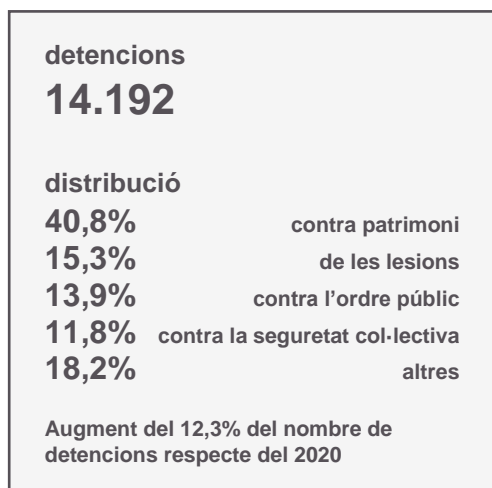 detencions
14.192
distribució
40,8% contra patrimoni
15,3% de les lesions
13,9% contra l'ordre públic
11,8% contra la seguretat col·lectiva
18,2% altres
Augment del 12,3% del nombre de
detencions respecte del 2020